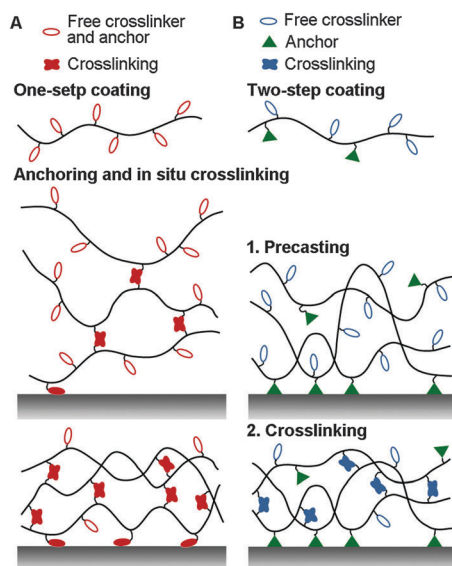 A
Free crosslinker
and anchor
Crosslinking
One-setp coating
Anchoring and in situ crosslinking
B
Free crosslinker
Anchor
Crosslinking
Two-step coating
1. Precasting
2. Crosslinking